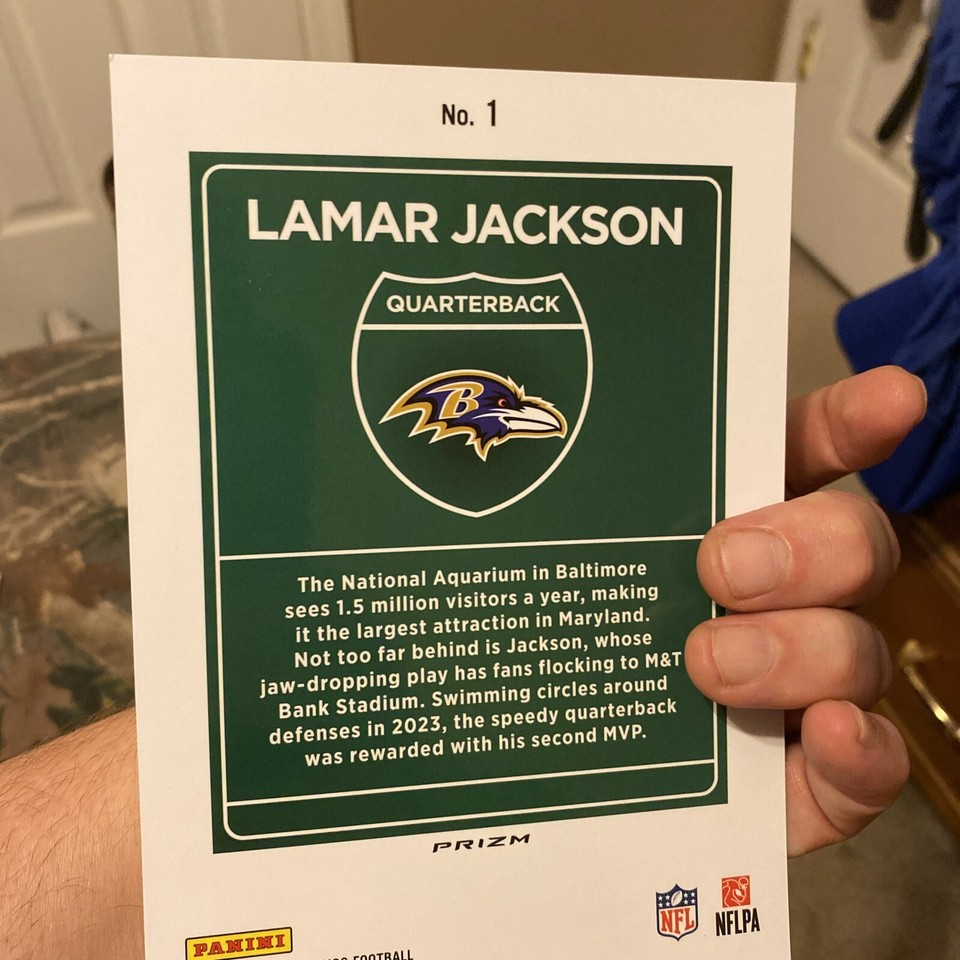 No. 1
LAMAR JACKSON
QUARTERBACK
B
The National Aquarium in Baltimore
sees 1.5 million visitors a year, making
it the largest attraction in Maryland.
Not too far behind is Jackson, whose
jaw-dropping play has fans flocking to M&T
Bank Stadium. Swimming circles around
defenses in 2023, the speedy quarterback
was rewarded with his second MVP.
PRIZM
NFL
NFLPA
PANINI
FOOTBALL